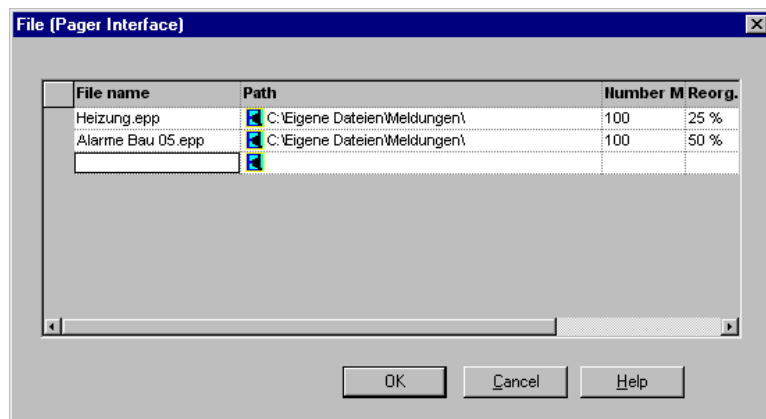 File (Pager Interface)
File name Path Number M Reorg.
Heizung.epp C:\Eigene Dateien\Meldungen\ 100 25 %
Alarme Bau 05.epp C:\Eigene Dateien\Meldungen\ 100 50 %
OK Cancel Help